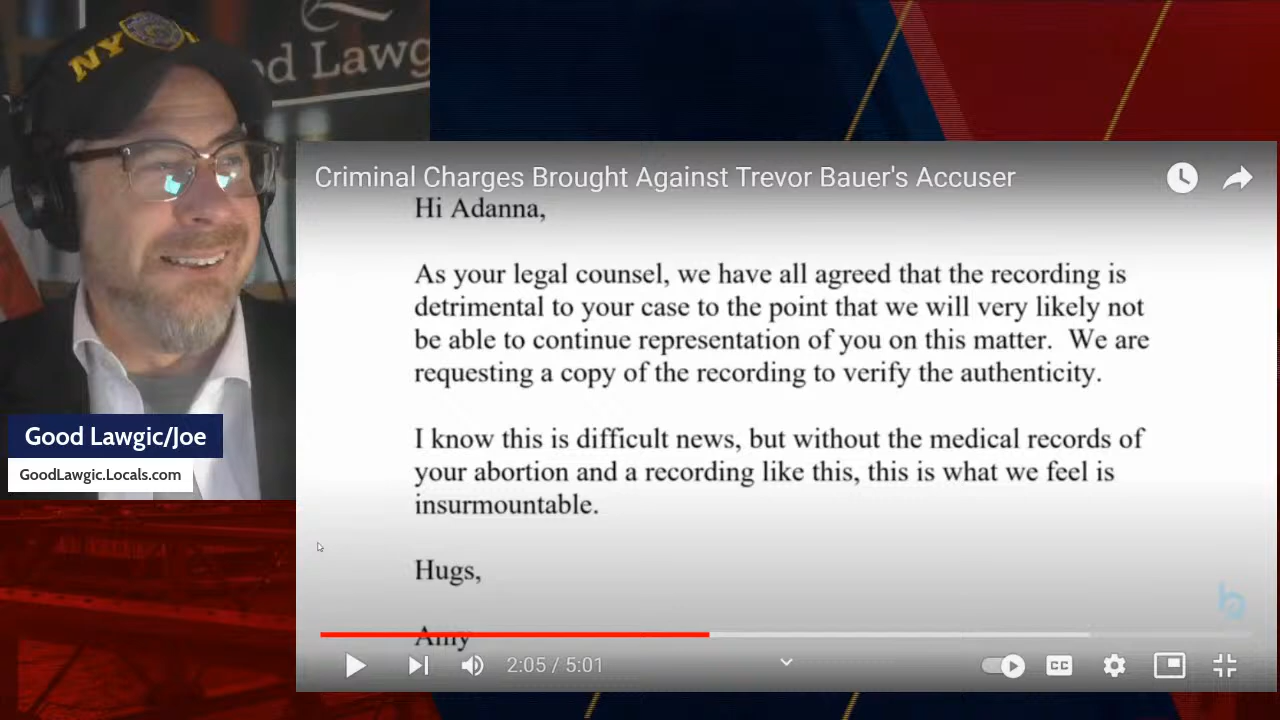 NY
od Lawg
Criminal Charges Brought Against Trevor Bauer's Accuser
Hi Adanna,
As your legal counsel, we have all agreed that the recording is
detrimental to your case to the point that we will very likely not
be able to continue representation of you on this matter.  We are
requesting a copy of the recording to verify the authenticity.
I know this is difficult news, but without the medical records of
your abortion and a recording like this, this is what we feel is
insurmountable.
Hugs,
Amy
Good Lawgic/Joe
GoodLawgic.Locals.com
2:05 / 5:01
CC